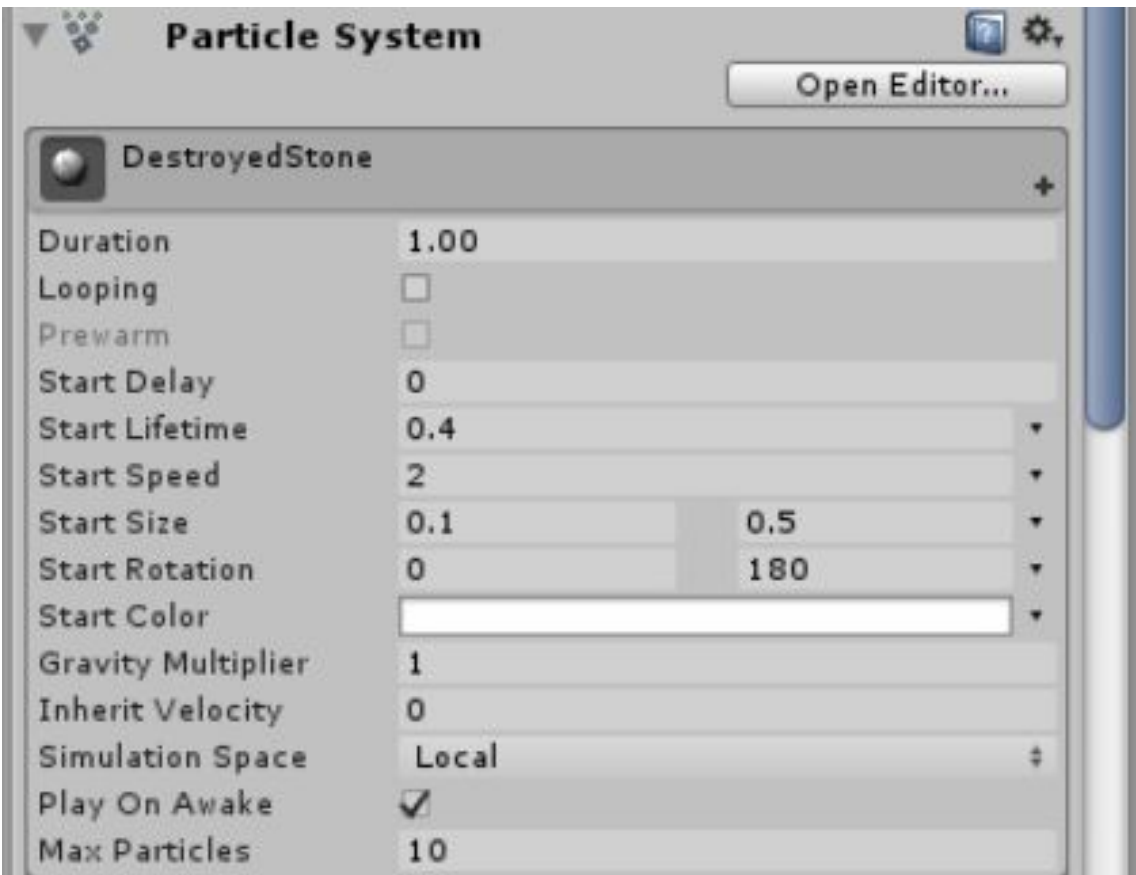 Particle System
Open Editor...
DestroyedStone
Duration 1.00
Looping
Prewarm
Start Delay 0
Start Lifetime 0.4
Start Speed 2
Start Size 0.1 0.5
Start Rotation 0 180
Start Color
Gravity Multiplier 1
Inherit Velocity 0
Simulation Space Local
Play On Awake
Max Particles 10